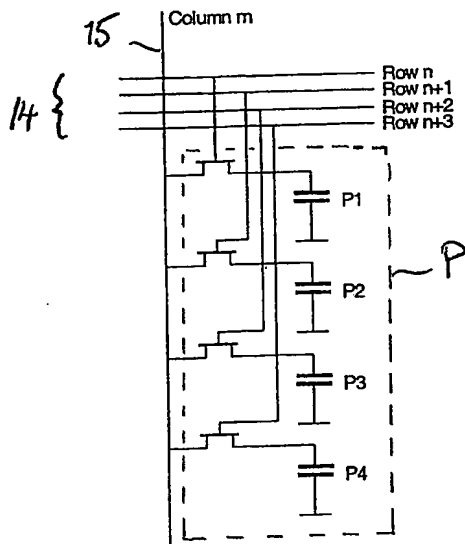 15
Column m
Row n
Row n+1
Row n+2
Row n+3
14
P1
P
P2
P3
P4